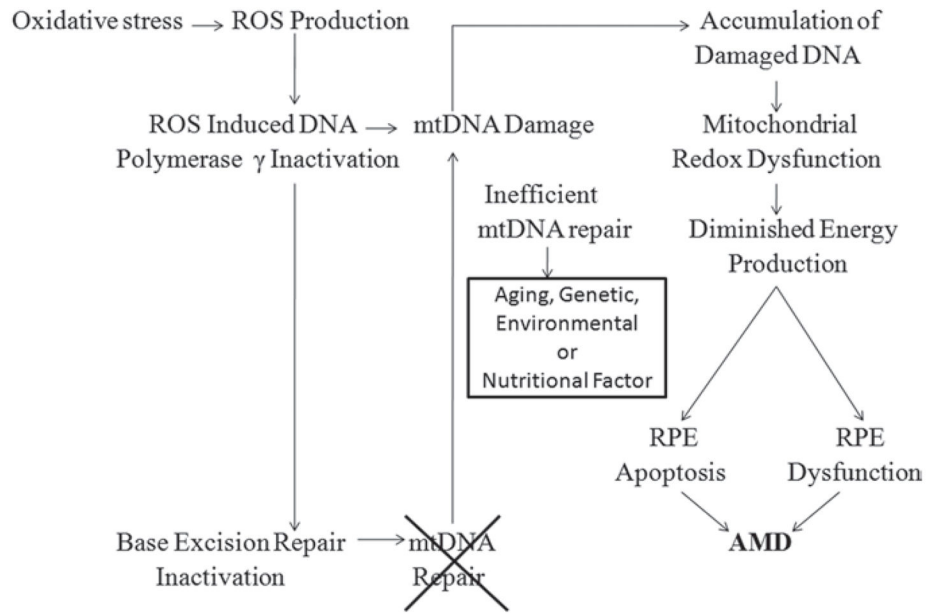 Oxidative stress
ROS Production
ROS Induced DNA
Polymerase γ Inactivation
mtDNA Damage
Accumulation of
Damaged DNA
Mitochondrial
Redox Dysfunction
Diminished Energy
Production
Inefficient
mtDNA repair
Aging, Genetic,
Environmental
or
Nutritional Factor
RPE
Apoptosis
RPE
Dysfunction
Base Excision Repair
Inactivation
mtDNA
Repair
AMD